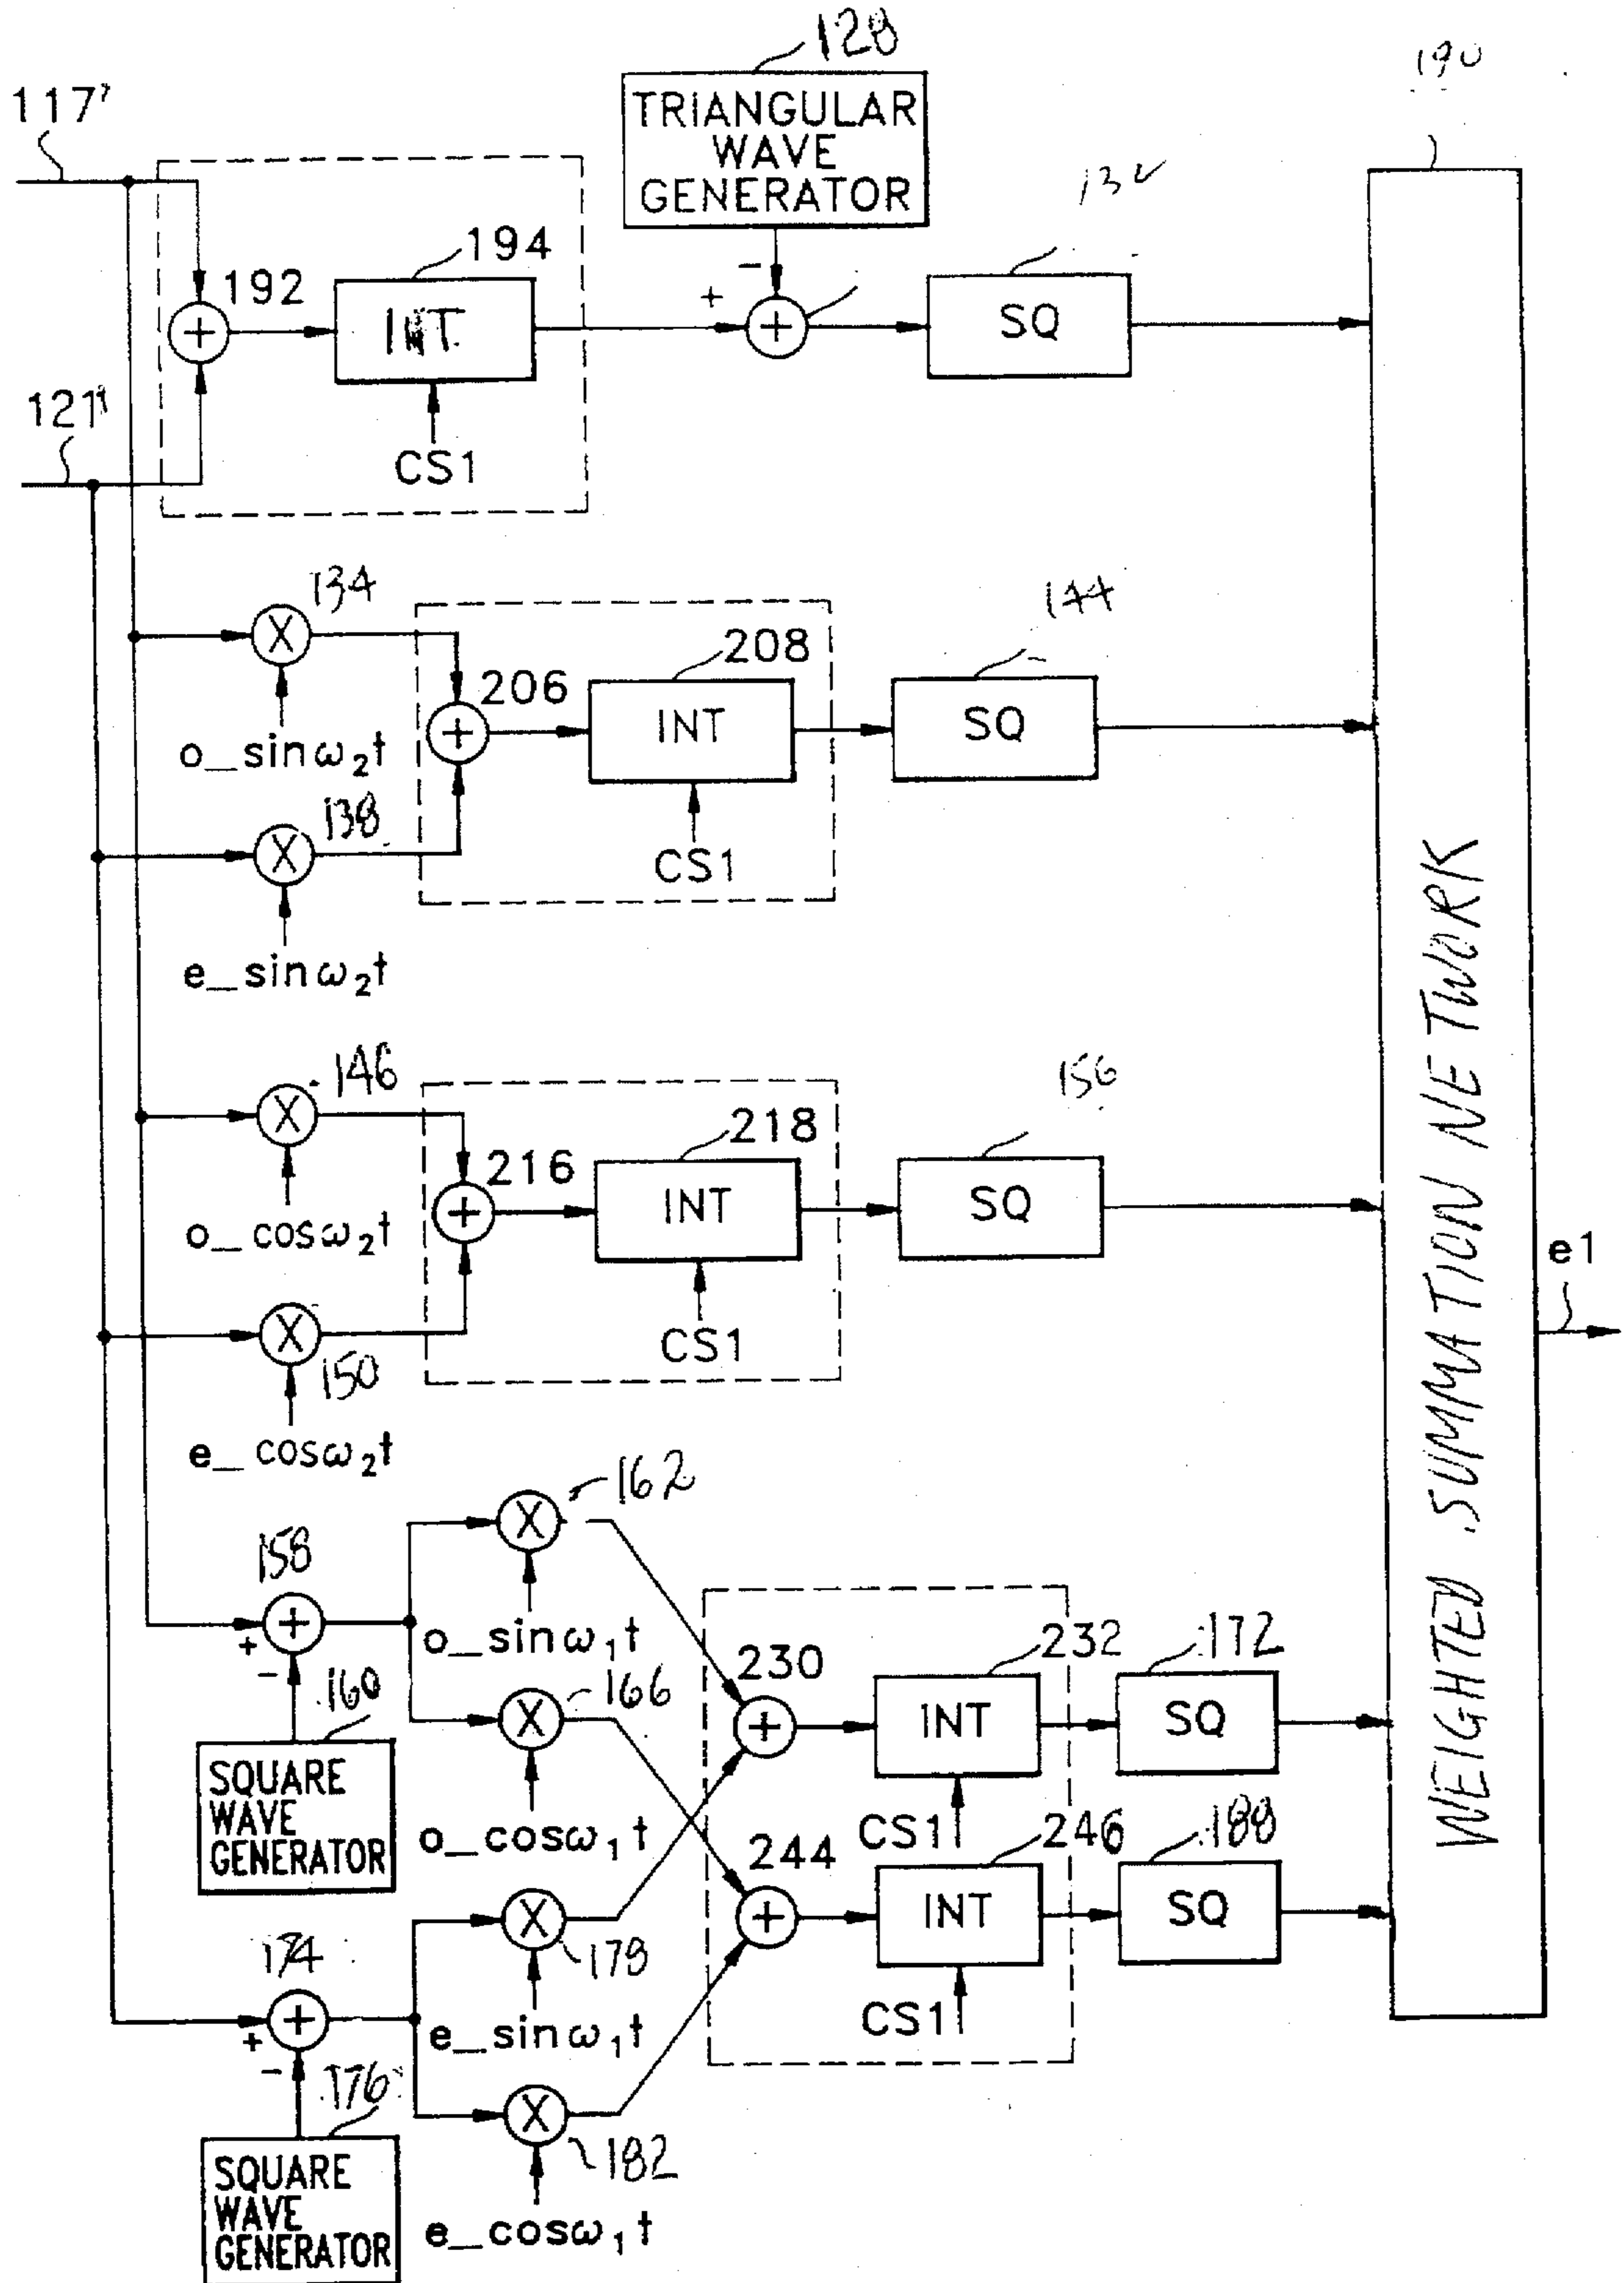 128
190
117'
TRIANGULAR
WAVE
GENERATOR
194
192
INT
-
+
+
+
SQ
CS1
121'
134
144
X
208
206
INT
SQ
+
o_sinω₂t
138
X
CS1
e_sinω₂t
146
156
X
218
216
INT
SQ
+
o_cosω₂t
X
150
CS1
e_cosω₂t
WEIGHTED SUMMATION NETWORK
e1
162
X
158
+
+
-
o_sinω₁t
160
166
X
SQUARE
WAVE
GENERATOR
o_cosω₁t
230
+
232
INT
172
SQ
CS1
244
+
246
INT
188
SQ
CS1
174
+
+
-
X
178
e_sinω₁t
176
X
182
SQUARE
WAVE
GENERATOR
e_cosω₁t